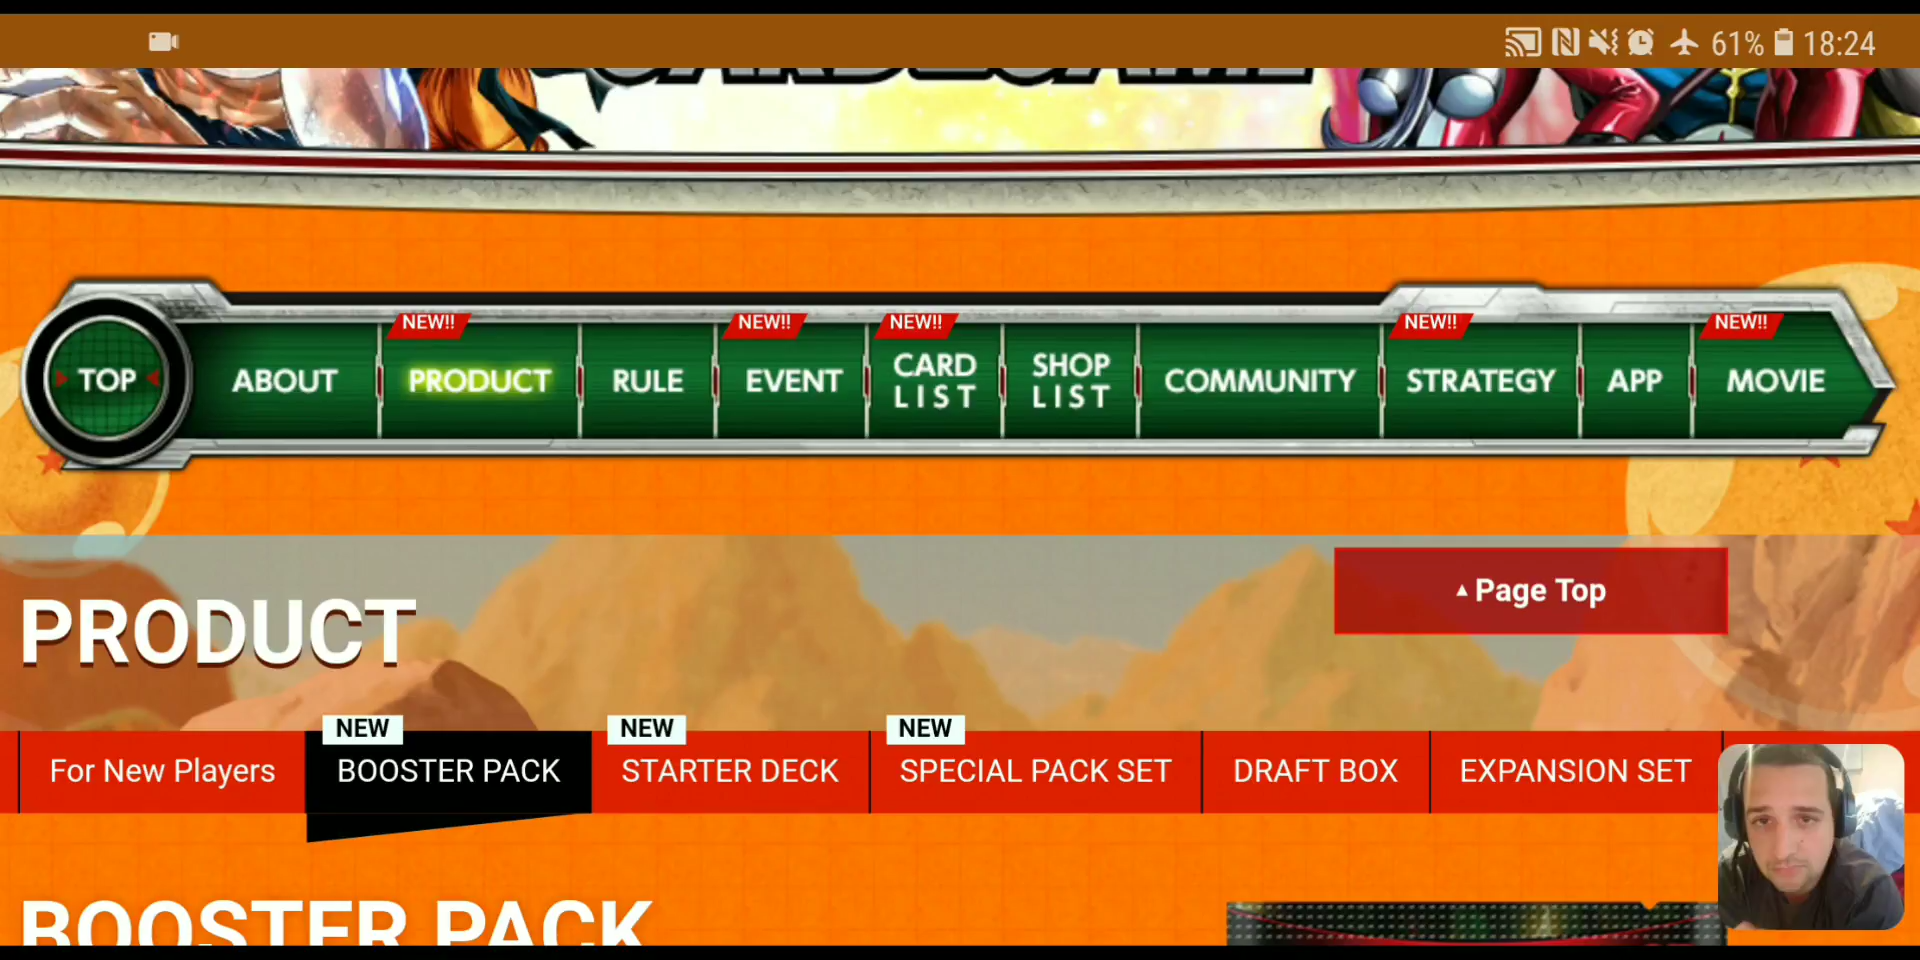 61% 18:24
CARD GAME
NEW!! NEW!! NEW!! NEW!! NEW!!
TOP ABOUT PRODUCT RULE EVENT CARD LIST SHOP LIST COMMUNITY STRATEGY APP MOVIE
▲Page Top
PRODUCT
NEW NEW NEW
For New Players BOOSTER PACK STARTER DECK SPECIAL PACK SET DRAFT BOX EXPANSION SET
BOOSTER PACK